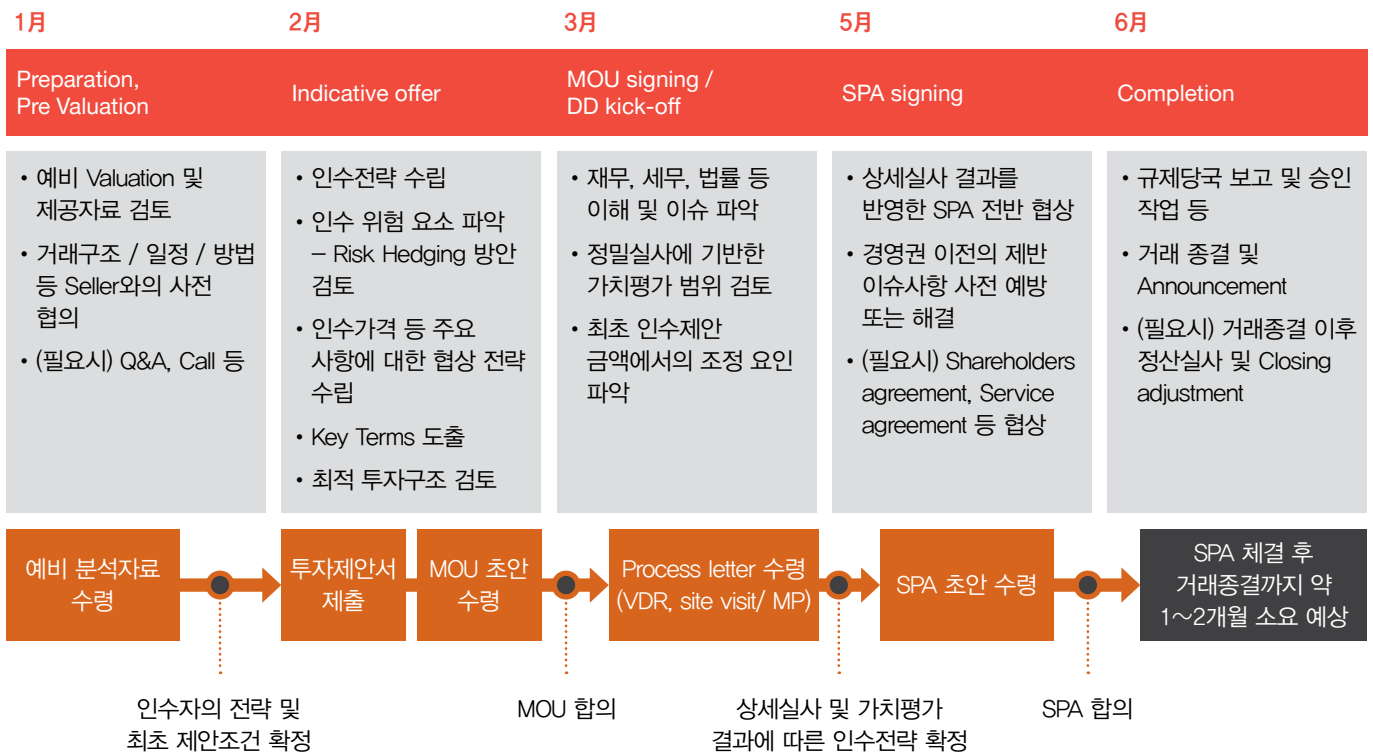 1月
2月
3月
5月
6月
Preparation,
Pre Valuation
Indicative offer
MOU signing /
DD kick-off
SPA signing
Completion
• 예비 Valuation 및
제공자료 검토
• 거래구조 / 일정 / 방법
등 Seller와의 사전
협의
• (필요시) Q&A, Call 등
• 인수전략 수립
• 인수 위험 요소 파악
– Risk Hedging 방안
검토
• 인수가격 등 주요
사항에 대한 협상 전략
수립
• Key Terms 도출
• 최적 투자구조 검토
• 재무, 세무, 법률 등
이해 및 이슈 파악
• 정밀실사에 기반한
가치평가 범위 검토
• 최초 인수제안
금액에서의 조정 요인
파악
• 상세실사 결과를
반영한 SPA 전반 협상
• 경영권 이전의 제반
이슈사항 사전 예방
또는 해결
• (필요시) Shareholders
agreement, Service
agreement 등 협상
• 규제당국 보고 및 승인
작업 등
• 거래 종결 및
Announcement
• (필요시) 거래종결 이후
정산실사 및 Closing
adjustment
예비 분석자료
수령
투자제안서
제출
MOU 초안
수령
Process letter 수령
(VDR, site visit/ MP)
SPA 초안 수령
SPA 체결 후
거래종결까지 약
1~2개월 소요 예상
인수자의 전략 및
최초 제안조건 확정
MOU 합의
상세실사 및 가치평가
결과에 따른 인수전략 확정
SPA 합의